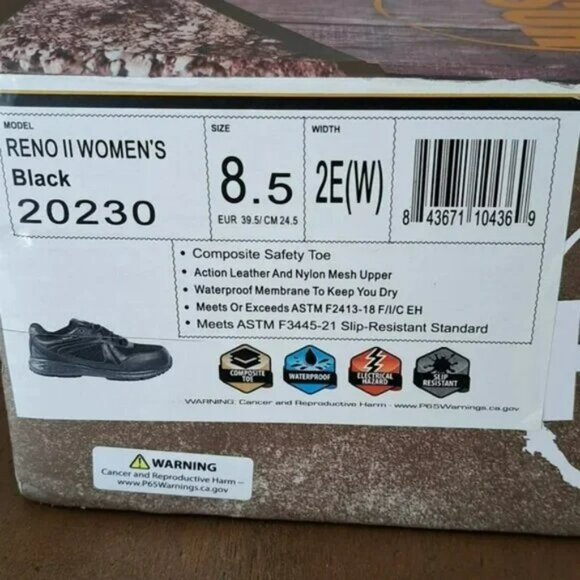 MODEL
RENO II WOMEN'S
Black
20230
SIZE
8.5
EUR 39.5/ CM 24.5
WIDTH
2E(W)
8 43671 10436 9
• Composite Safety Toe
• Action Leather And Nylon Mesh Upper
• Waterproof Membrane To Keep You Dry
• Meets Or Exceeds ASTM F2413-18 F/I/C EH
• Meets ASTM F3445-21 Slip-Resistant Standard
COMPOSITE
TOE
WATERPROOF
ELECTRICAL
HAZARD
SLIP
RESISTANT
WARNING: Cancer and Reproductive Harm - www.P65Warnings.ca.gov
WARNING
Cancer and Reproductive Harm –
www.P65Warnings.ca.gov